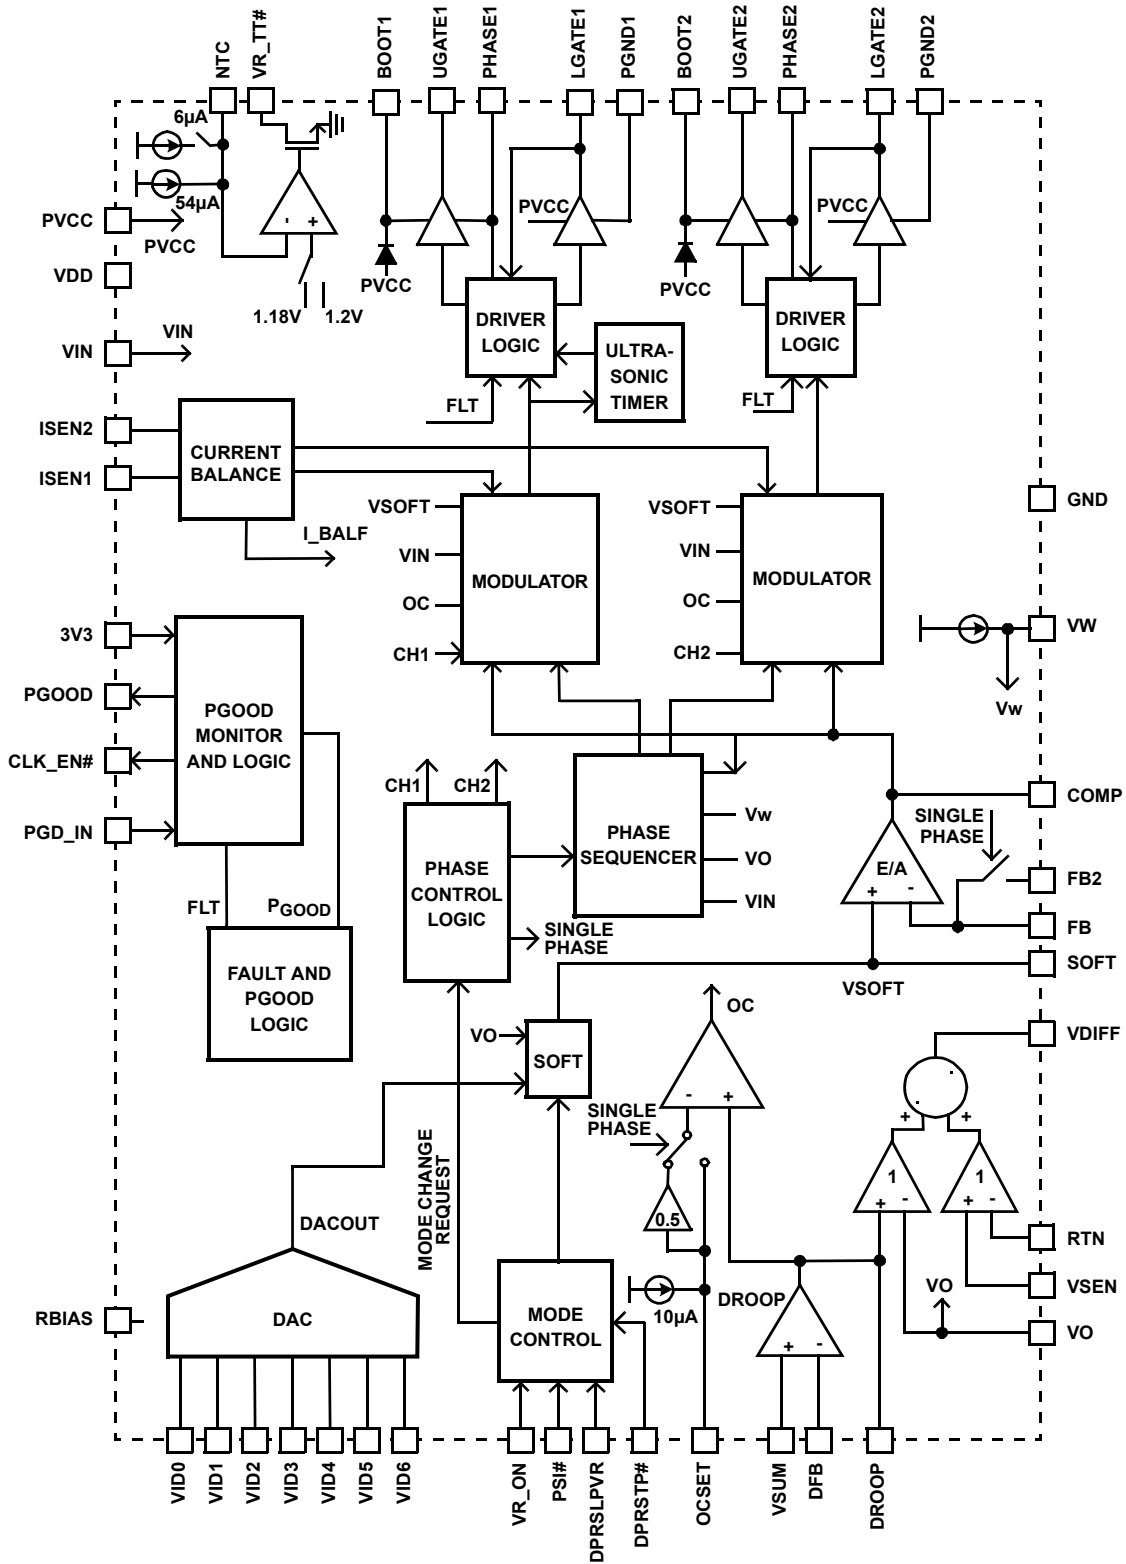 NTC
VR_TT#
BOOT1
UGATE1
PHASE1
LGATE1
PGND1
BOOT2
UGATE2
PHASE2
LGATE2
PGND2
6µA
54µA
PVCC
PVCC
- +
1.18V
1.2V
PVCC
PVCC
PVCC
PVCC
VDD
VIN
VIN
DRIVER
LOGIC
ULTRA-
SONIC
TIMER
DRIVER
LOGIC
FLT
FLT
ISEN2
ISEN1
CURRENT
BALANCE
I_BALF
VSOFT
VIN
OC
CH1
MODULATOR
VSOFT
VIN
OC
CH2
MODULATOR
GND
VW
Vw
3V3
PGOOD
CLK_EN#
PGD_IN
PGOOD
MONITOR
AND LOGIC
FLT
PGOOD
FAULT AND
PGOOD
LOGIC
CH1
CH2
PHASE
CONTROL
LOGIC
SINGLE
PHASE
PHASE
SEQUENCER
Vw
VO
VIN
COMP
SINGLE
PHASE
E/A
+ -
FB2
FB
SOFT
VSOFT
VO
SOFT
OC
- +
SINGLE
PHASE
0.5
VDIFF
- -
+ +
1
+ -
1
+ -
RTN
VSEN
VO
VO
MODE CHANGE
REQUEST
DACOUT
DAC
RBIAS
MODE
CONTROL
10µA
DROOP
+ -
VID0
VID1
VID2
VID3
VID4
VID5
VID6
VR_ON
PSI#
DPRSLPVR
DPRSTP#
OCSET
VSUM
DFB
DROOP